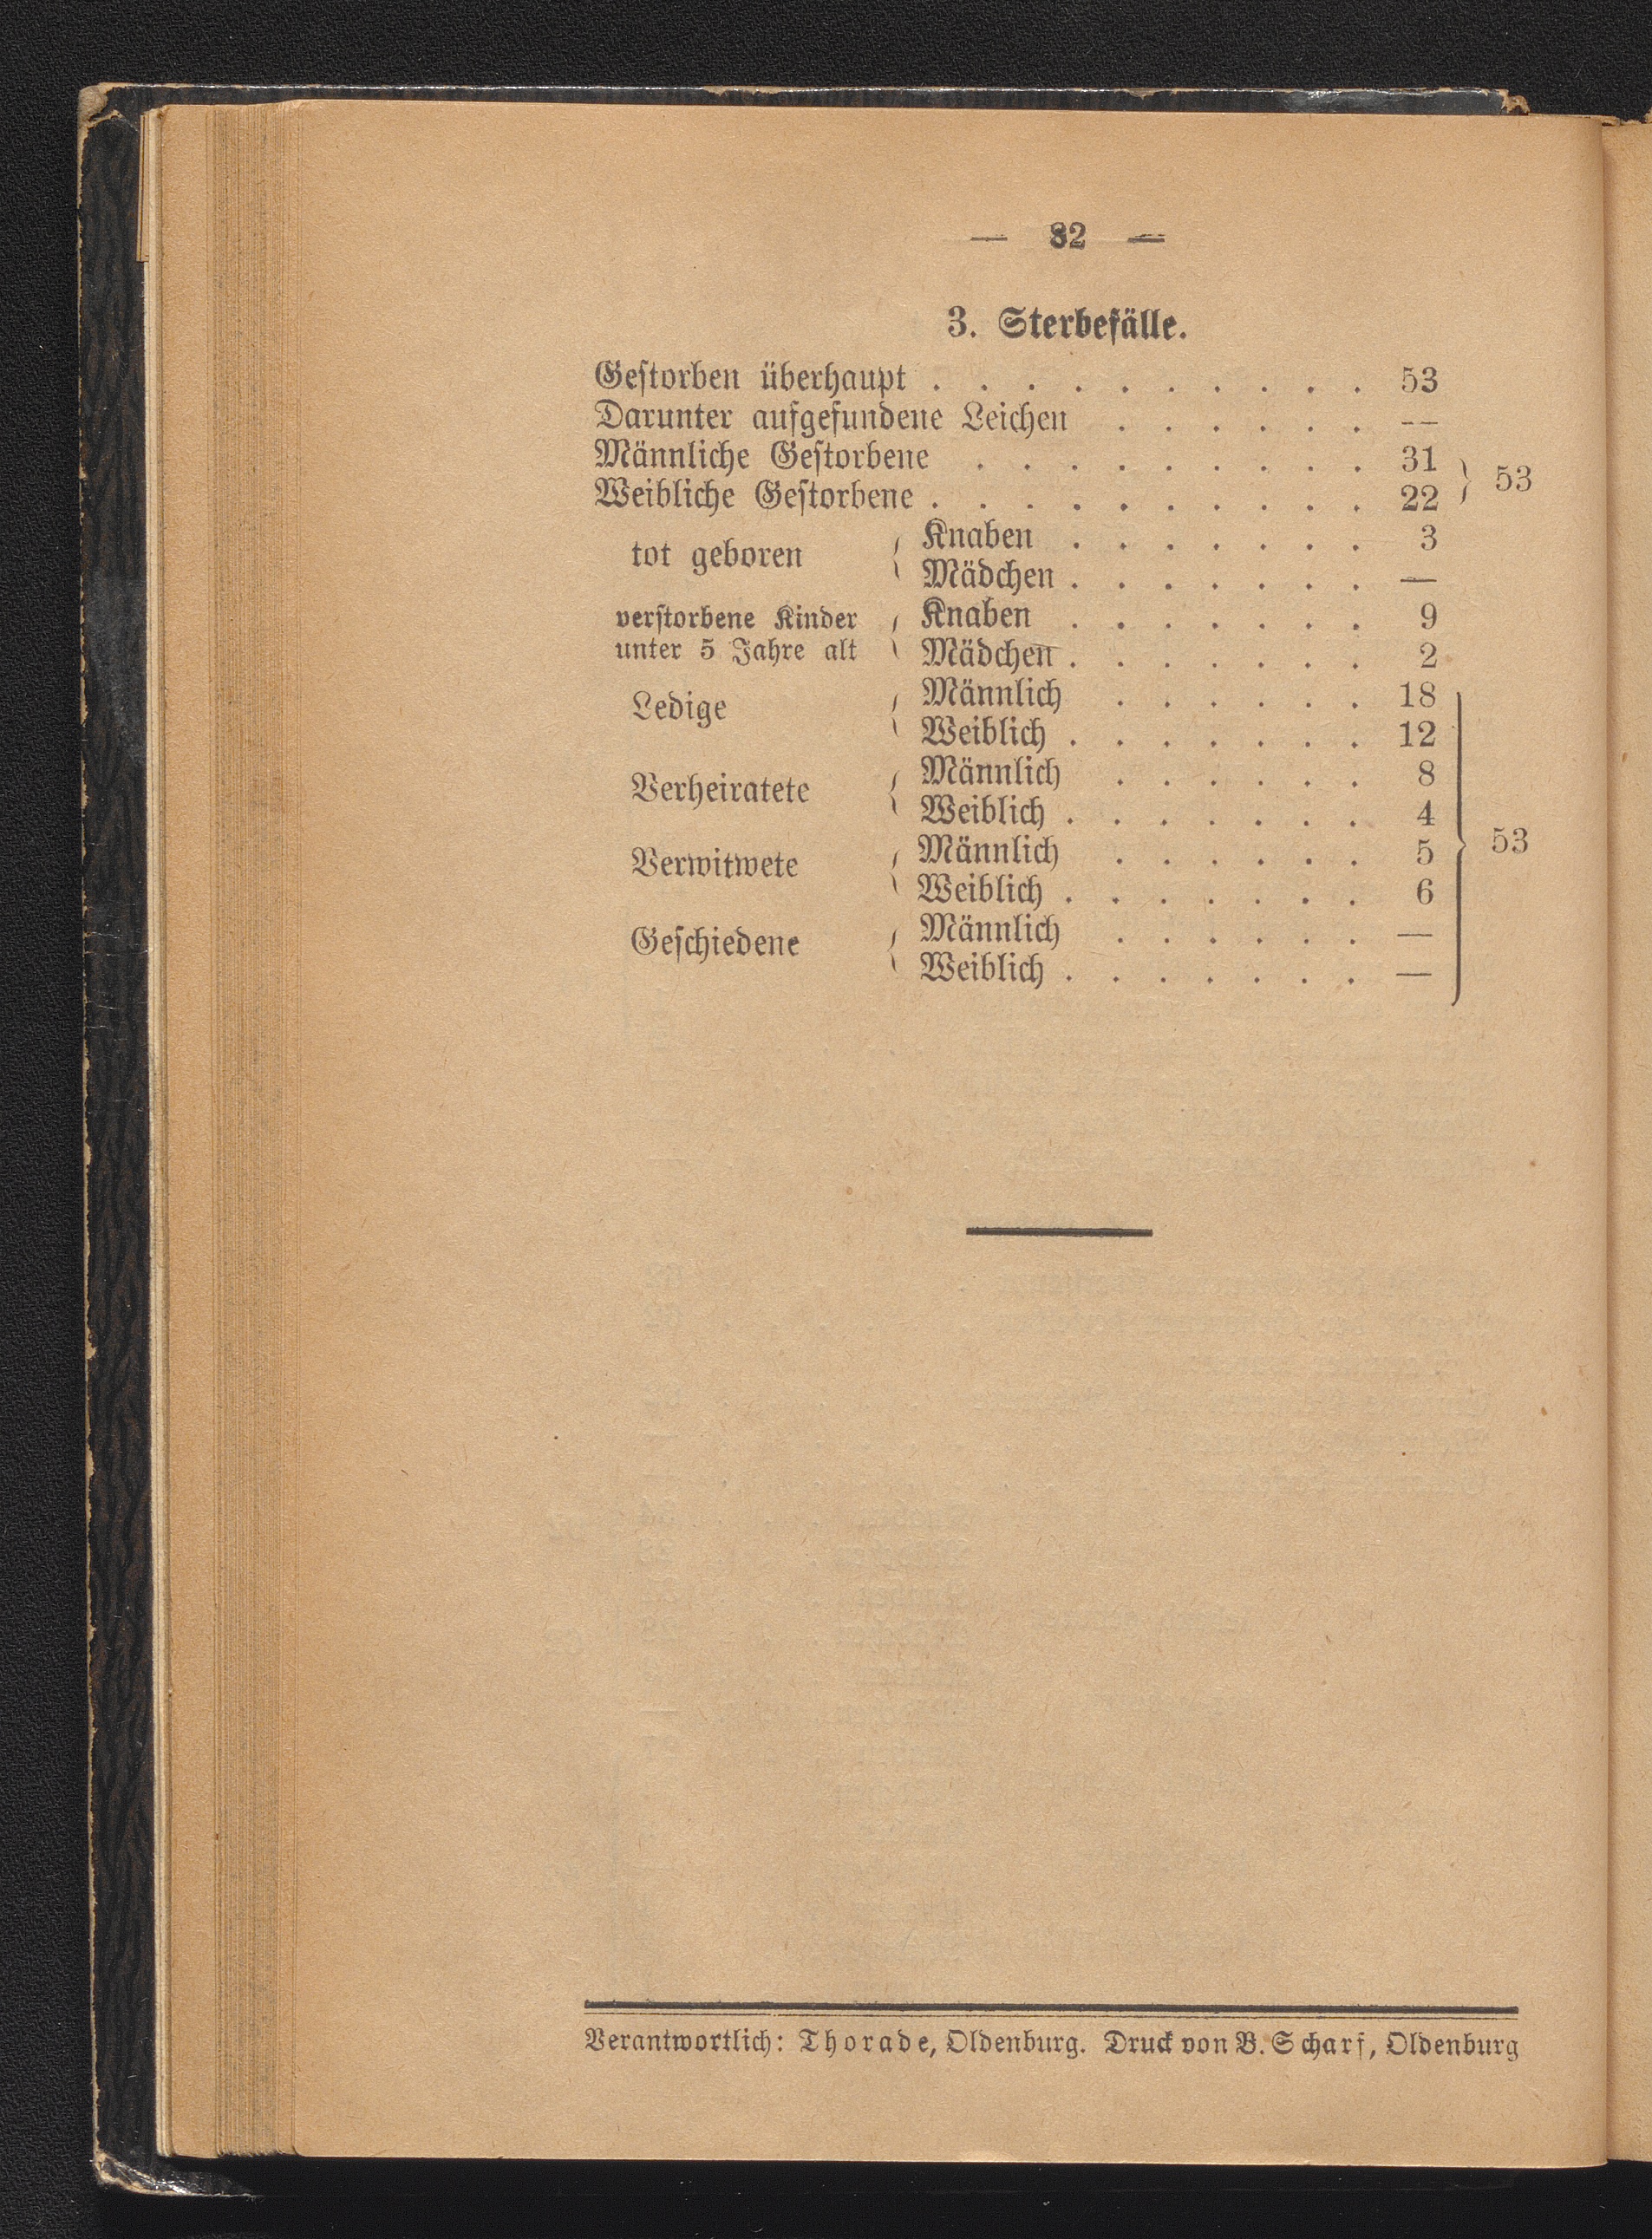 — 82 —
3. Sterbefälle.
Gestorben überhaupt . . . . . . . . . . 53
Darunter aufgefundene Leichen . . . . . . —
Männliche Gestorbene . . . . . . . . . 31
Weibliche Gestorbene . . . . . . . . . . 22 } 53
tot geboren { Knaben . . . . . . . 3
Mädchen . . . . . . . —
verstorbene Kinder unter 5 Jahre alt { Knaben . . . . . . . 9
Mädchen . . . . . . . 2
Ledige { Männlich . . . . . . 18
Weiblich . . . . . . . 12
Verheiratete { Männlich . . . . . . 8
Weiblich . . . . . . . 4
Verwitwete { Männlich . . . . . . 5 } 53
Weiblich . . . . . . . 6
Geschiedene { Männlich . . . . . . —
Weiblich . . . . . . . —
Verantwortlich: Thorade, Oldenburg. Druck von B. Scharf, Oldenburg